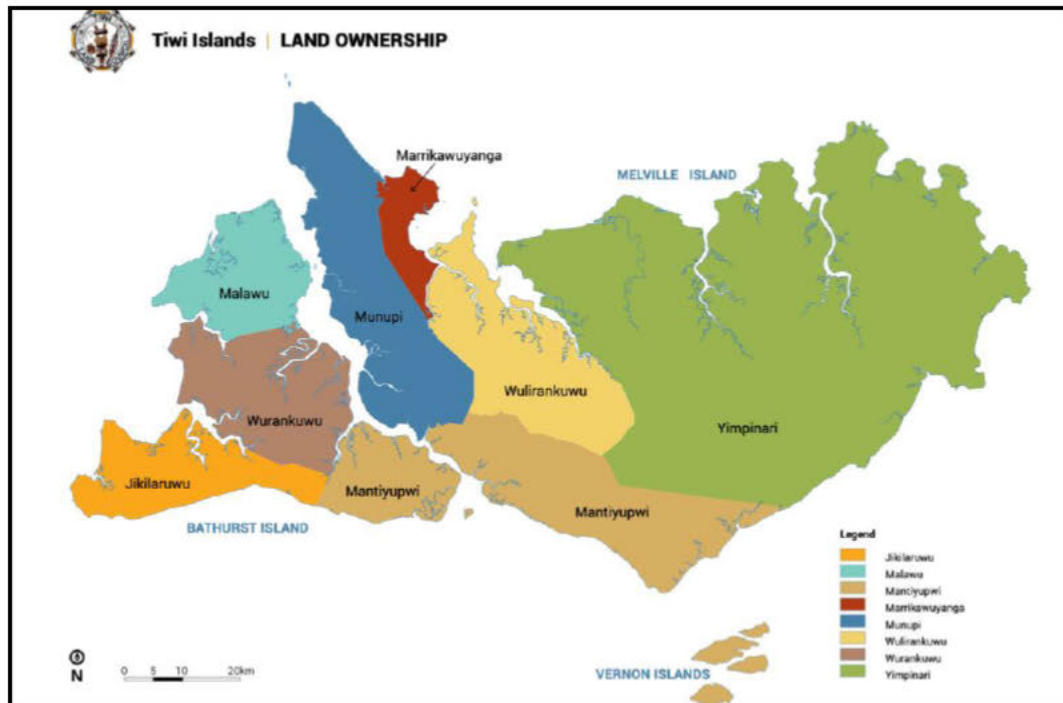 Tiwi Islands | LAND OWNERSHIP
Marrikawuyanga
MELVILLE ISLAND
Malawu
Munupi
Wulirankuwu
Wurankuwu
Yimpinari
Jikilaruwu
Mantiyupwi
Mantiyupwi
BATHURST ISLAND
Legend
Jikilaruwu
Malawu
Mantiyupwi
Marrikawuyanga
Munupi
Wulirankuwu
Wurankuwu
Yimpinari
N
0 5 10 20km
VERNON ISLANDS